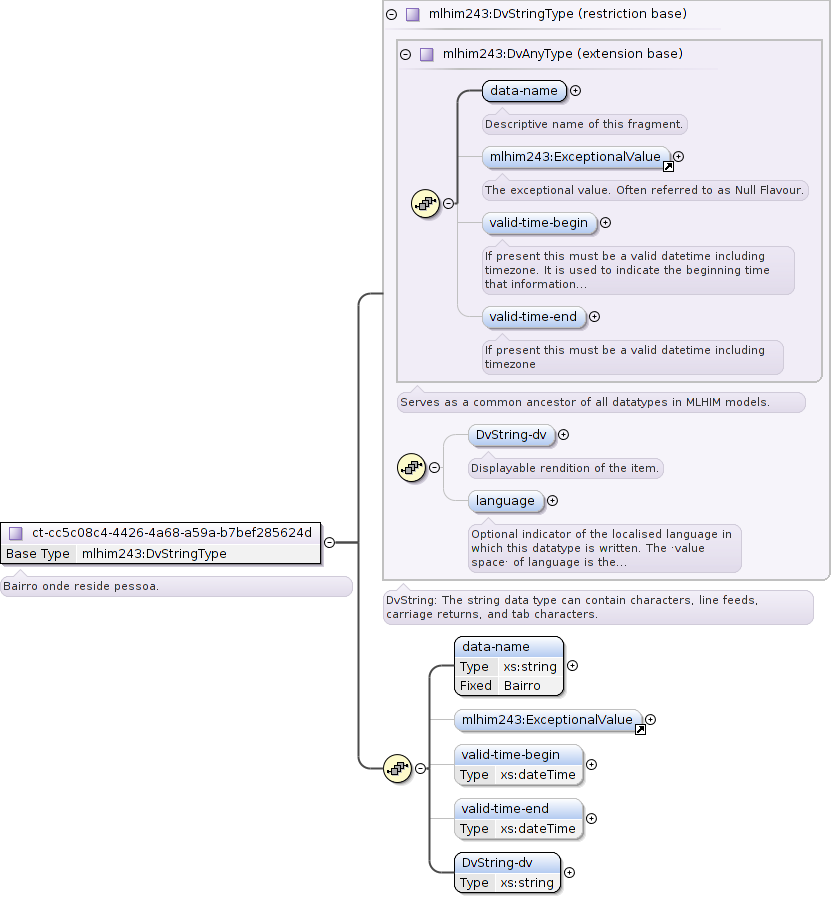 mlhim243:DvStringType (restriction base)
mlhim243:DvAnyType (extension base)
data-name
Descriptive name of this fragment.
mlhim243:ExceptionalValue
The exceptional value. Often referred to as Null Flavour.
valid-time-begin
If present this must be a valid datetime including
timezone. It is used to indicate the beginning time
that information...
valid-time-end
If present this must be a valid datetime including
timezone
Serves as a common ancestor of all datatypes in MLHIM models.
DvString-dv
Displayable rendition of the item.
language
Optional indicator of the localised language in
which this datatype is written. The ·value
space· of language is the...
ct-cc5c08c4-4426-4a68-a59a-b7bef285624d
Base Type mlhim243:DvStringType
Bairro onde reside pessoa.
DvString: The string data type can contain characters, line feeds,
carriage returns, and tab characters.
data-name
Type xs:string
Fixed Bairro
mlhim243:ExceptionalValue
valid-time-begin
Type xs:dateTime
valid-time-end
Type xs:dateTime
DvString-dv
Type xs:string